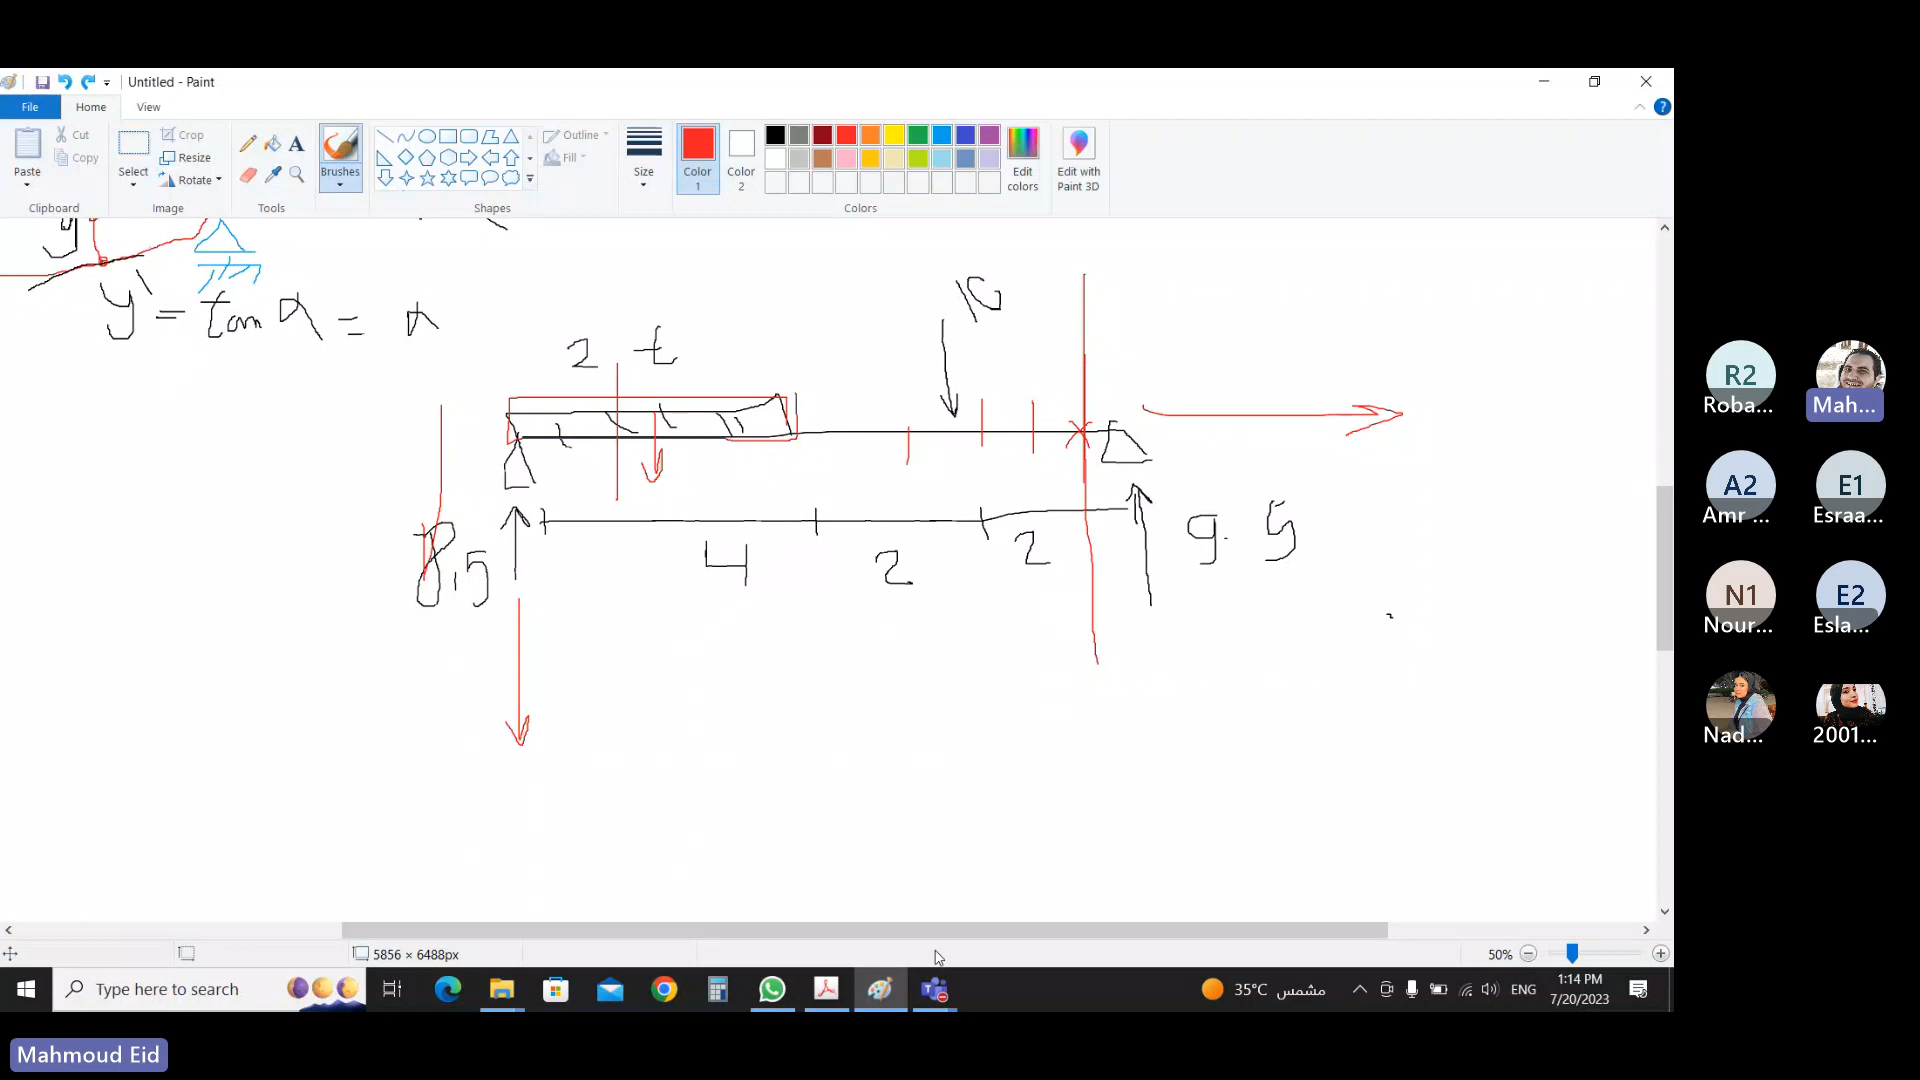 Untitled - Paint
File Home View
Paste Cut Copy Select Crop Resize Rotate Brushes Outline Fill Size Color 1 Color 2 Edit colors Edit with Paint 3D
Clipboard Image Tools Shapes Colors
y' = tan α = α
2 t
10
8.5 4 2 2 9.5
R2
Roba...
Mah...
A2
Amr ...
E1
Esraa...
N1
Nour...
E2
Esla...
Nad...
2001...
5856 × 6488px
50%
Type here to search
35°C مشمس
ENG
1:14 PM
7/20/2023
Mahmoud Eid